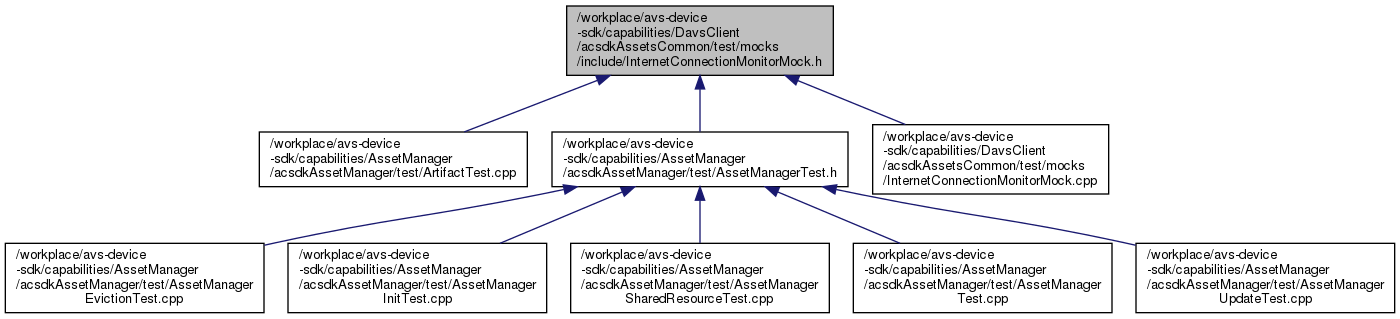 /workplace/avs-device
-sdk/capabilities/DavsClient
/acsdkAssetsCommon/test/mocks
/include/InternetConnectionMonitorMock.h
/workplace/avs-device
-sdk/capabilities/AssetManager
/acsdkAssetManager/test/ArtifactTest.cpp
/workplace/avs-device
-sdk/capabilities/AssetManager
/acsdkAssetManager/test/AssetManagerTest.h
/workplace/avs-device
-sdk/capabilities/DavsClient
/acsdkAssetsCommon/test/mocks
/InternetConnectionMonitorMock.cpp
/workplace/avs-device
-sdk/capabilities/AssetManager
/acsdkAssetManager/test/AssetManager
EvictionTest.cpp
/workplace/avs-device
-sdk/capabilities/AssetManager
/acsdkAssetManager/test/AssetManager
InitTest.cpp
/workplace/avs-device
-sdk/capabilities/AssetManager
/acsdkAssetManager/test/AssetManager
SharedResourceTest.cpp
/workplace/avs-device
-sdk/capabilities/AssetManager
/acsdkAssetManager/test/AssetManager
Test.cpp
/workplace/avs-device
-sdk/capabilities/AssetManager
/acsdkAssetManager/test/AssetManager
UpdateTest.cpp